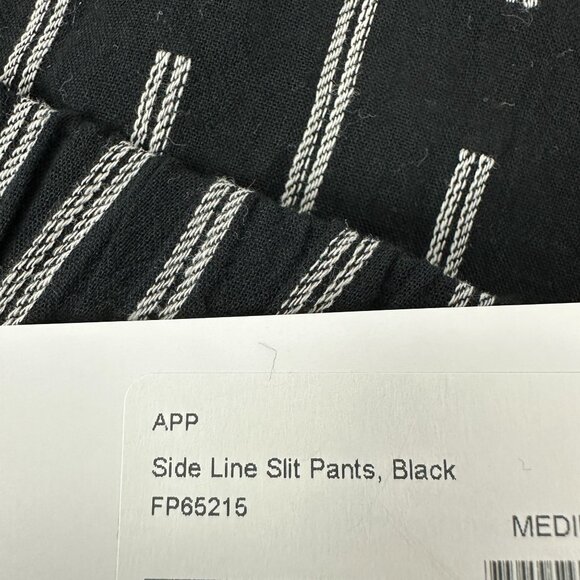 APP
Side Line Slit Pants, Black
FP65215